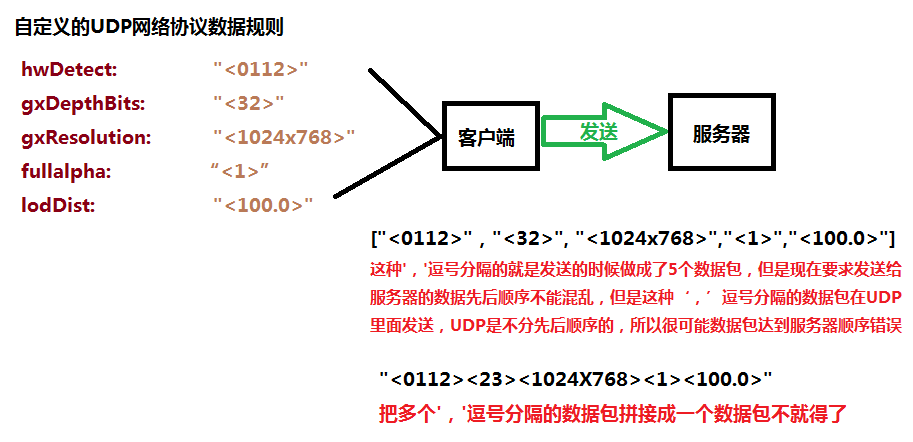 自定义的UDP网络协议数据规则
hwDetect: "<0112>"
gxDepthBits: "<32>"
gxResolution: "<1024x768>"
fullalpha: “<1>”
lodDist: "<100.0>"
客户端
发送
服务器
["<0112>" , "<32>", "<1024x768>","<1>","<100.0>"]
这种' , '逗号分隔的就是发送的时候做成了5个数据包，但是现在要求发送给
服务器的数据先后顺序不能混乱，但是这种‘，’逗号分隔的数据包在UDP
里面发送，UDP是不分先后顺序的，所以很可能数据包达到服务器顺序错误
"<0112><23><1024X768><1><100.0>"
把多个' , '逗号分隔的数据包拼接成一个数据包不就得了